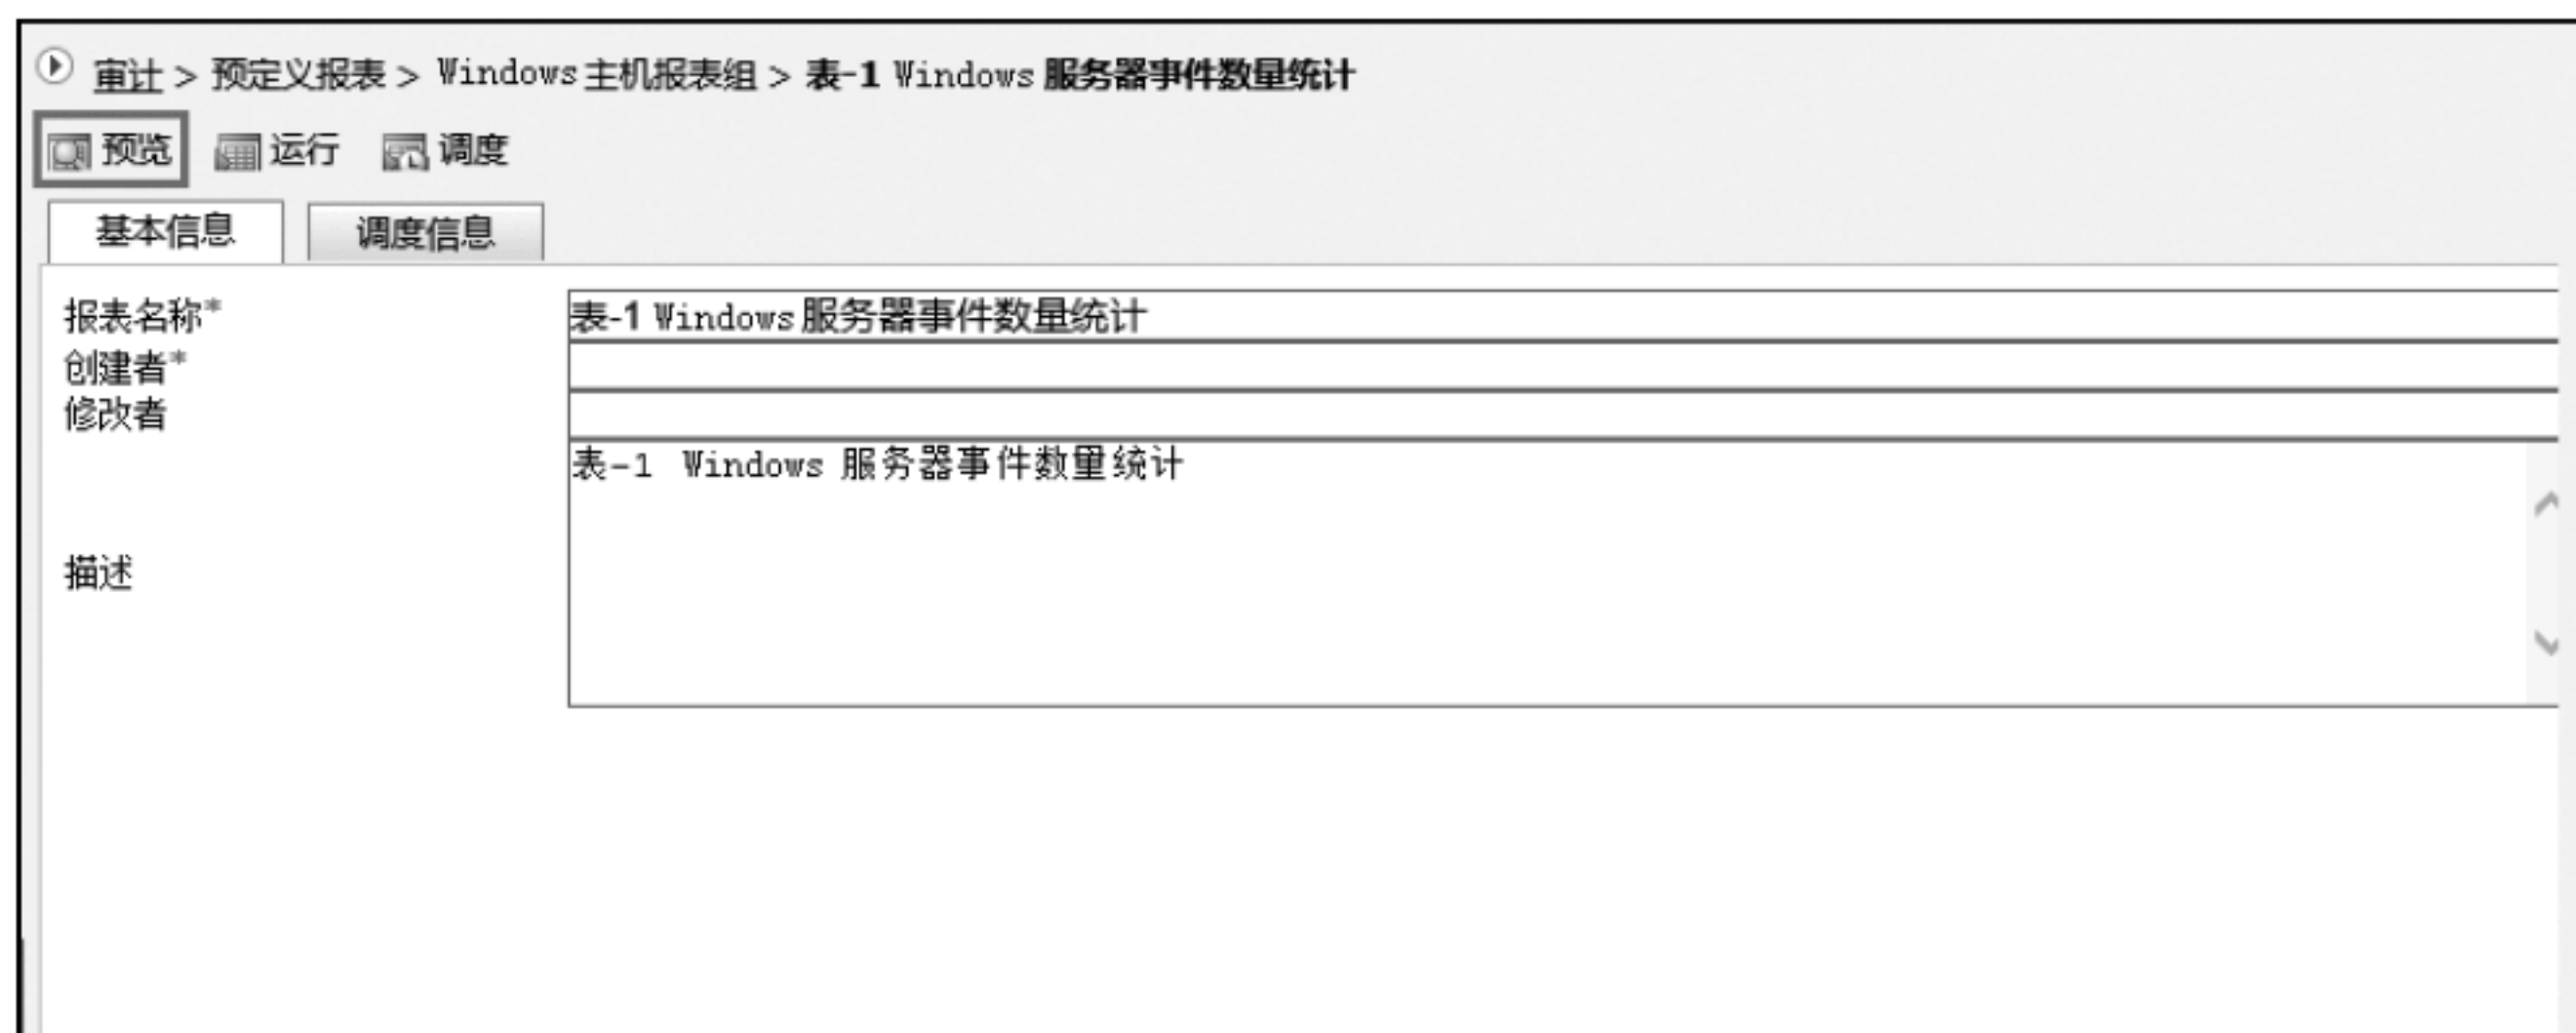 审计 > 预定义报表 > Windows主机报表组 > 表-1 Windows 服务器事件数量统计
预览 运行 调度
基本信息 调度信息
报表名称* 表-1 Windows服务器事件数量统计
创建者*
修改者
表-1 Windows 服务器事件数量统计
描述